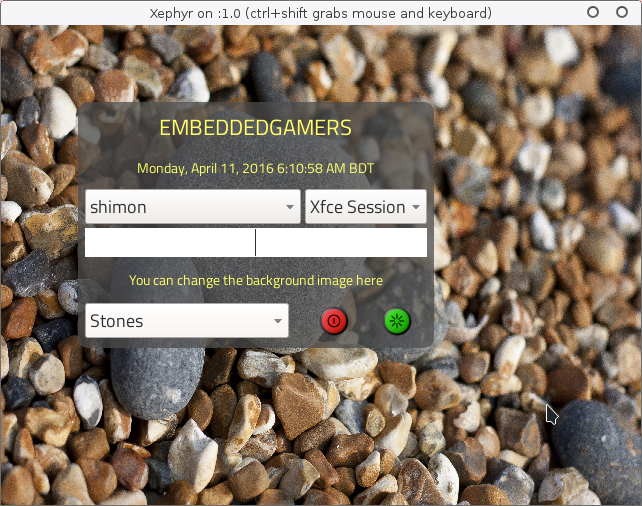 Xephyr on :1.0 (ctrl+shift grabs mouse and keyboard)
EMBEDDEDGAMERS
Monday, April 11, 2016 6:10:58 AM BDT
shimon Xfce Session
You can change the background image here
Stones